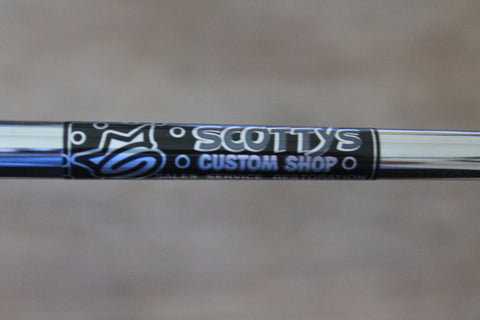 SCOTTY'S
CUSTOM SHOP
SALES SERVICE RESTORATION